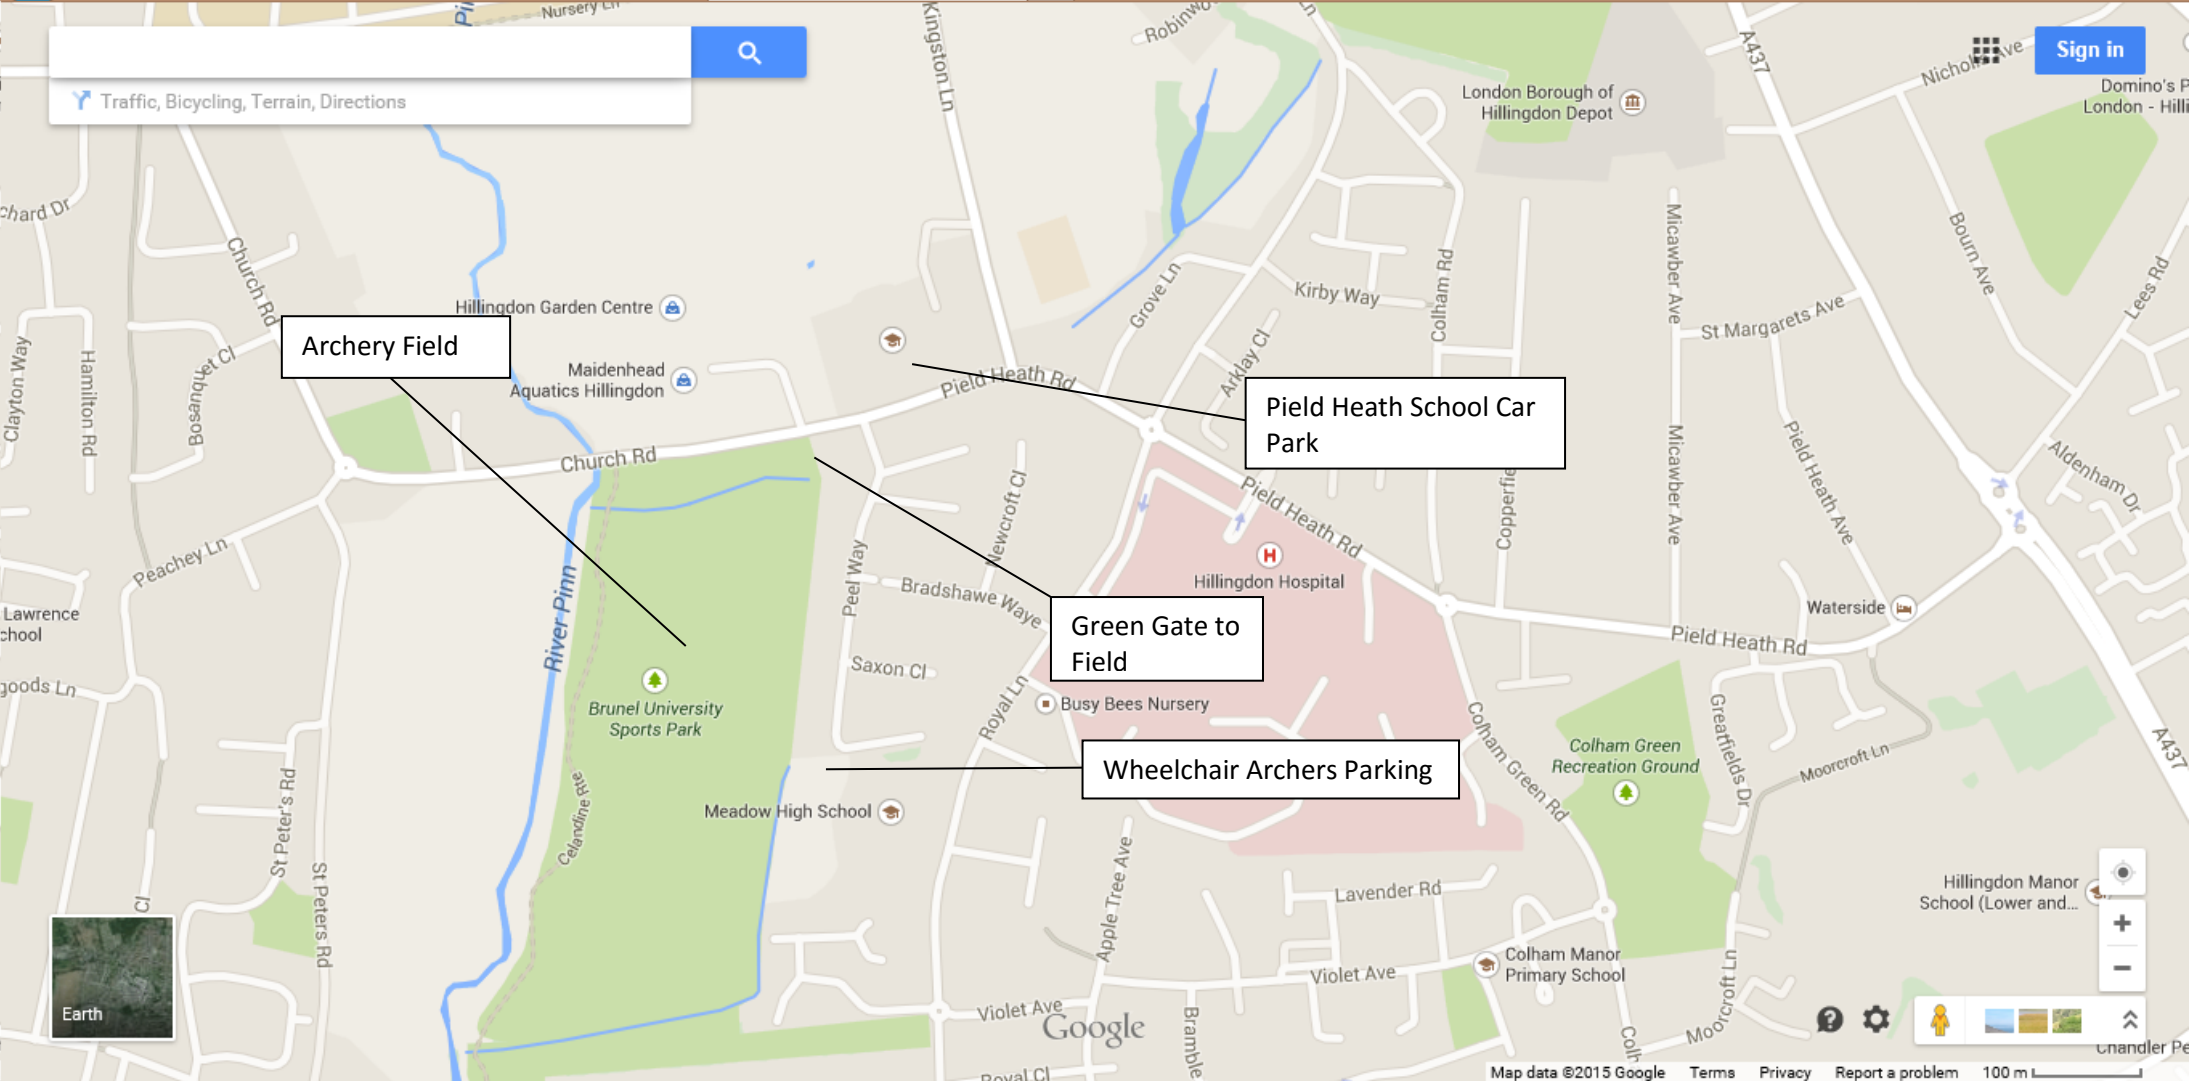 Nursery Ln
Kingston Ln
A437
Sign in
Traffic, Bicycling, Terrain, Directions
London Borough of
Hillingdon Depot
Domino's P
London - Hilli
chard Dr
Church Rd
Hillingdon Garden Centre
Grove Ln
Kirby Way
Colham Rd
Micawber Ave
Bourn Ave
Lees Rd
St Margarets Ave
Archery Field
Clayton Way
Hamilton Rd
Bosanquet Cl
Maidenhead
Aquatics Hillingdon
Pield Heath Rd
Arklay Cl
Pield Heath School Car
Park
Church Rd
Newcroft Cl
Pield Heath Rd
Copperfie
Micawber Ave
Pield Heath Ave
Aldenham Dr
Peachey Ln
River Pinn
Peel Way
Bradshawe Waye
H
Hillingdon Hospital
Green Gate to
Field
Lawrence
chool
Waterside
Pield Heath Rd
Saxon Cl
goods Ln
Brunel University
Sports Park
Royal Ln
Busy Bees Nursery
Colham Green Rd
Colham Green
Recreation Ground
Greatfields Dr
Moorcroft Ln
A437
Wheelchair Archers Parking
Meadow High School
Celandine Rte
St Peter's Rd
St Peters Rd
Cl
Apple Tree Ave
Lavender Rd
Hillingdon Manor
School (Lower and...
Colham Manor
Primary School
Violet Ave
Violet Ave
Moorcroft Ln
Earth
Google
Bramble
Colh
Royal Cl
Chandler Pe
Map data ©2015 Google Terms Privacy Report a problem 100 m